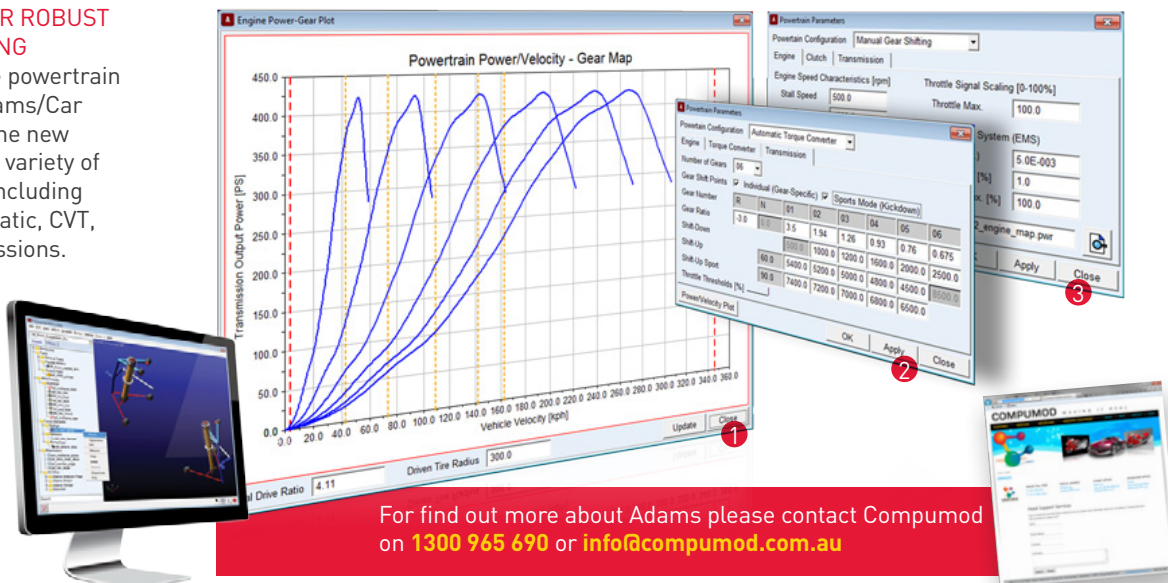 R ROBUST
NG
powertrain
ams/Car
he new
variety of
ncluding
atic, CVT,
ssions.
Engine Power-Gear Plot
Powertrain Power/Velocity - Gear Map
Transmission Output Power [PS]
450.0
400.0
350.0
300.0
250.0
200.0
150.0
100.0
50.0
0.0
0.0 20.0 40.0 60.0 80.0 100.0 120.0 140.0 160.0 180.0 200.0 220.0 240.0 260.0 280.0 300.0 320.0 340.0 360.0
Vehicle Velocity [kph]
Update Close
1
al Drive Ratio 4.11 Driven Tire Radius 300.0
Powertrain Parameters
Powertain Configuration Manual Gear Shifting
Engine Clutch Transmission
Engine Speed Characteristics [rpm] Throttle Signal Scaling [0-100%]
Stall Speed 500.0 Throttle Max. 100.0
System (EMS)
5.0E-003
[%] 1.0
x. [%] 100.0
2_engine_map.pwr
Apply Close
3
Powertrain Parameters
Powertain Configuration Automatic Torque Converter
Engine Torque Converter Transmission
Number of Gears 06
Gear Shift Points Individual (Gear-Specific) Sports Mode (Kickdown)
Gear Number R N 01 02 03 04 05 06
Gear Ratio -3.0 0.0 3.5 1.94 1.26 0.93 0.76 0.675
Shift-Down 500.0 1000.0 1200.0 1600.0 2000.0 2500.0
Shift-Up 60.0 5400.0 5200.0 5000.0 4800.0 4500.0 8500.0
Shift-Up Sport 90.0 7400.0 7200.0 7000.0 6800.0 6500.0
Throttle Thresholds [%]
Power/Velocity Plot
OK Apply Close
2
COMPUMOD
For find out more about Adams please contact Compumod
on 1300 965 690 or info@compumod.com.au